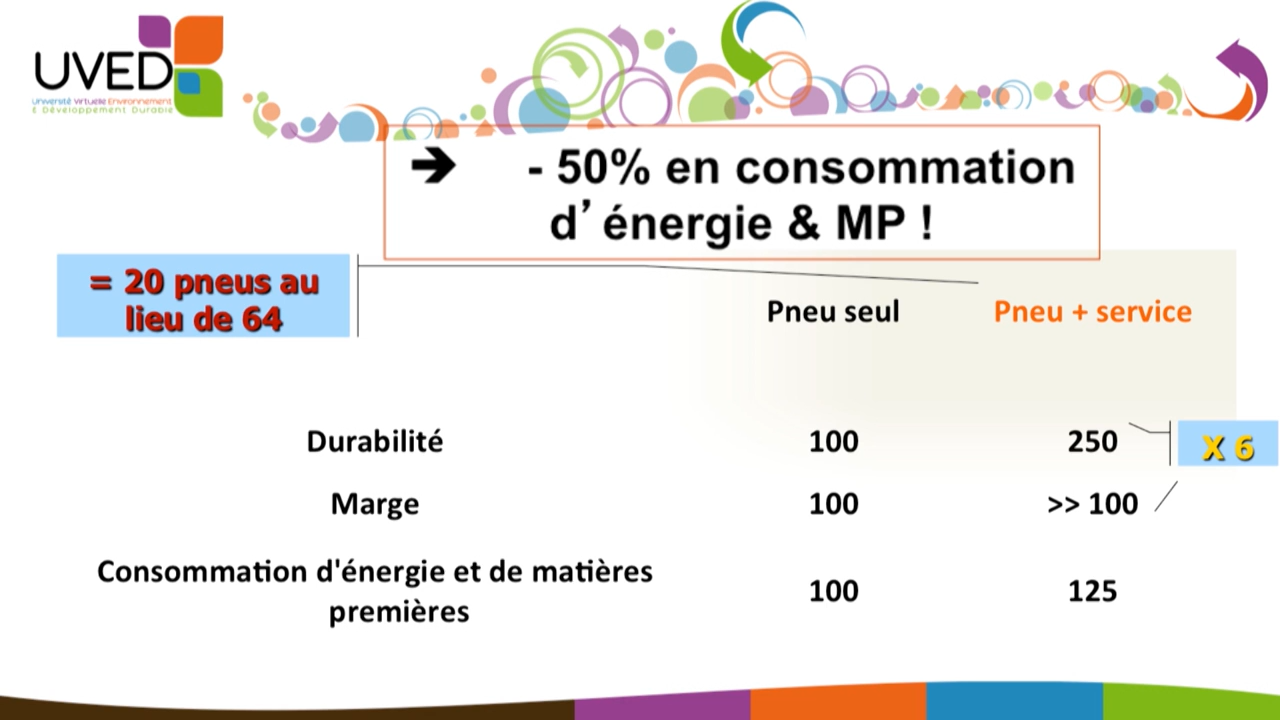 UVED
Université Virtuelle Environnement
& Développement Durable
➔ - 50% en consommation
d’énergie & MP !
= 20 pneus au
lieu de 64
Pneu seul Pneu + service
Durabilité 100 250
X 6
Marge 100 >> 100
Consommation d'énergie et de matières
premières
100 125